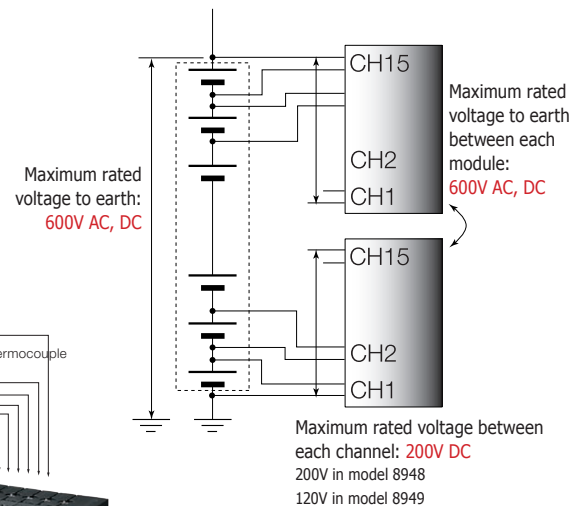 CH15
CH2
CH1
Maximum rated
voltage to earth
between each
module:
600V AC, DC
Maximum rated
voltage to earth:
600V AC, DC
CH15
CH2
CH1
Maximum rated voltage between
each channel: 200V DC
200V in model 8948
120V in model 8949